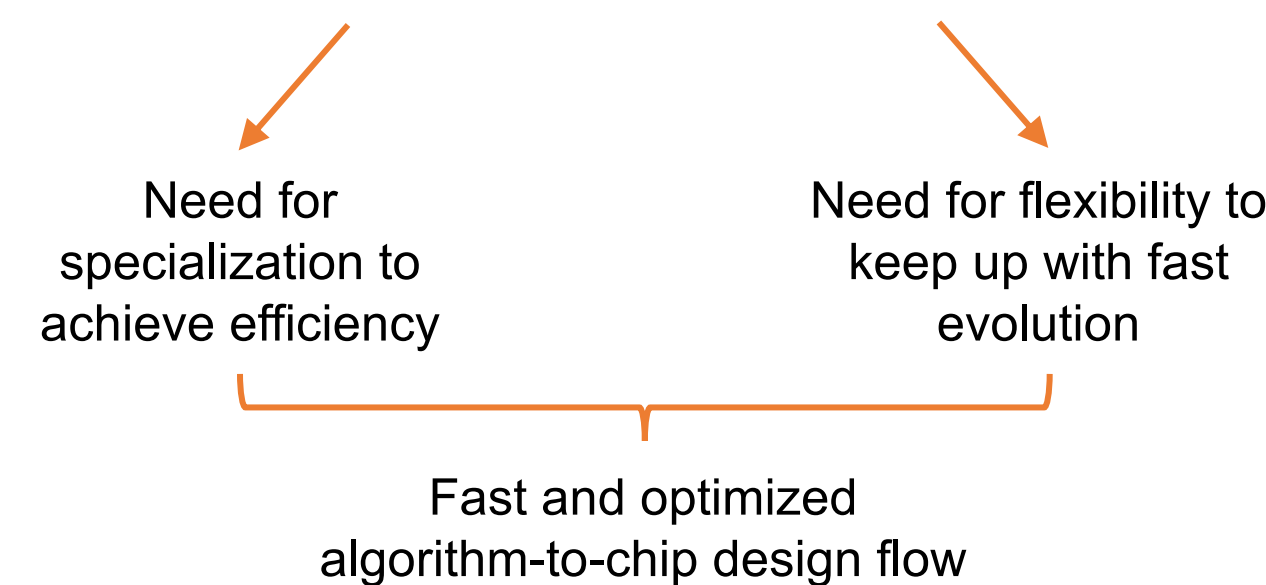 Need for
specialization to
achieve efficiency
Need for flexibility to
keep up with fast
evolution
Fast and optimized
algorithm-to-chip design flow